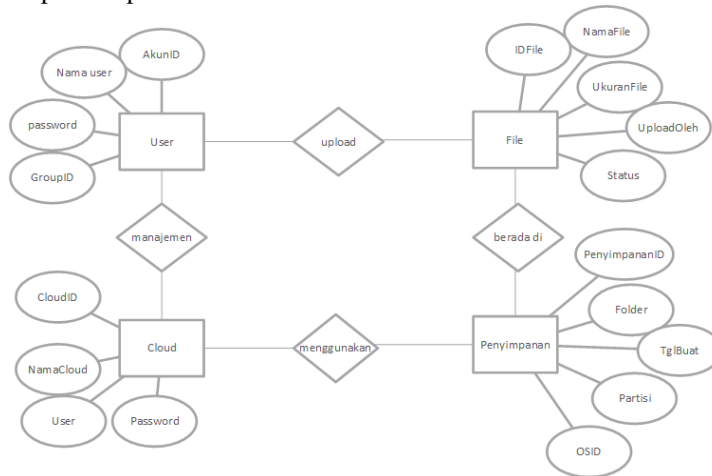 AkunID
Nama user
password
GroupID
User
upload
IDFile
NamaFile
UkuranFile
UploadOleh
Status
File
manajemen
berada di
CloudID
NamaCloud
User
Password
Cloud
menggunakan
Penyimpanan
PenyimpananID
Folder
TglBuat
Partisi
OSID